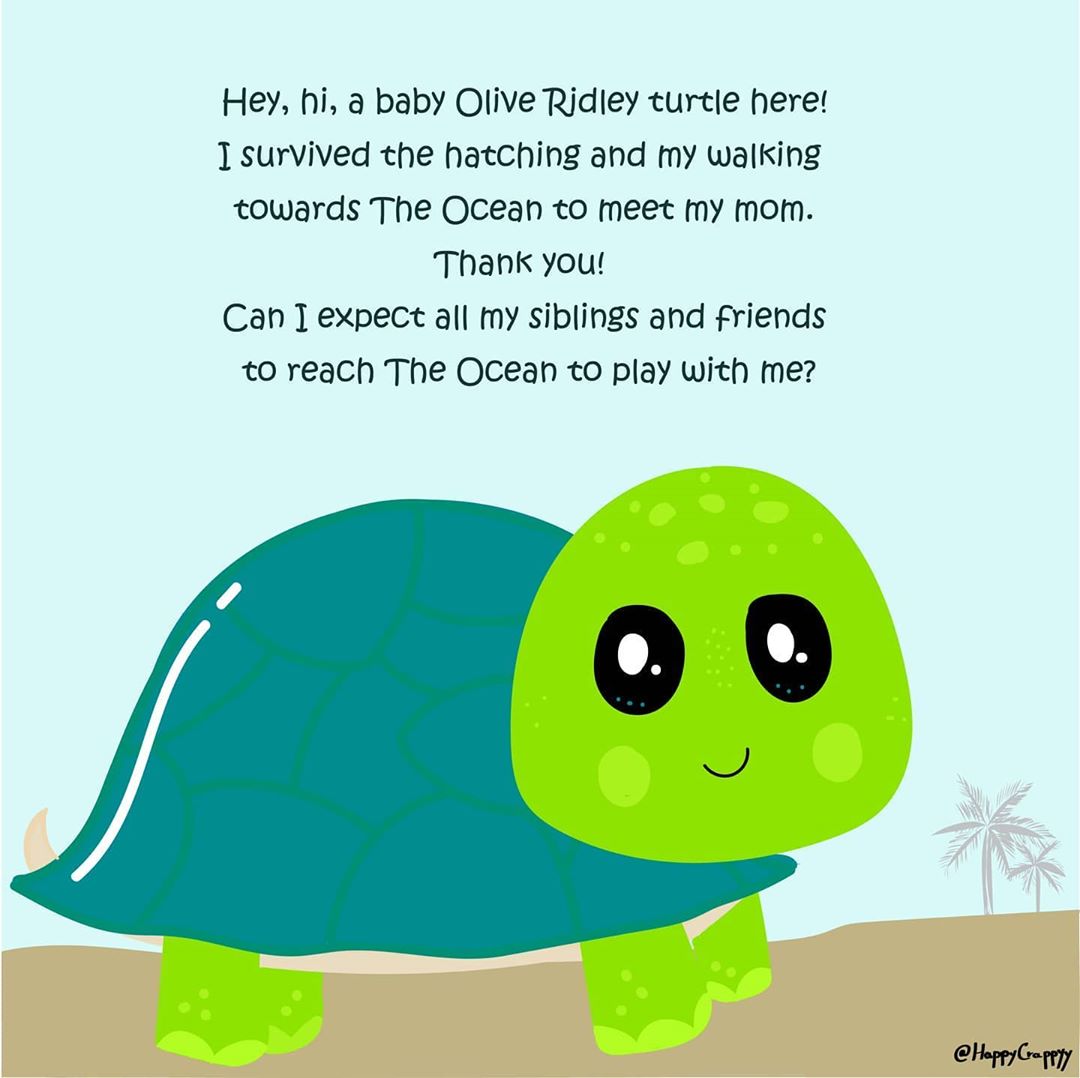 Hey, hi, a baby Olive Ridley turtle here!
I survived the hatching and my walking
towards The Ocean to meet my mom.
Thank you!
Can I expect all my siblings and friends
to reach The Ocean to play with me?
@HappyCrappyy